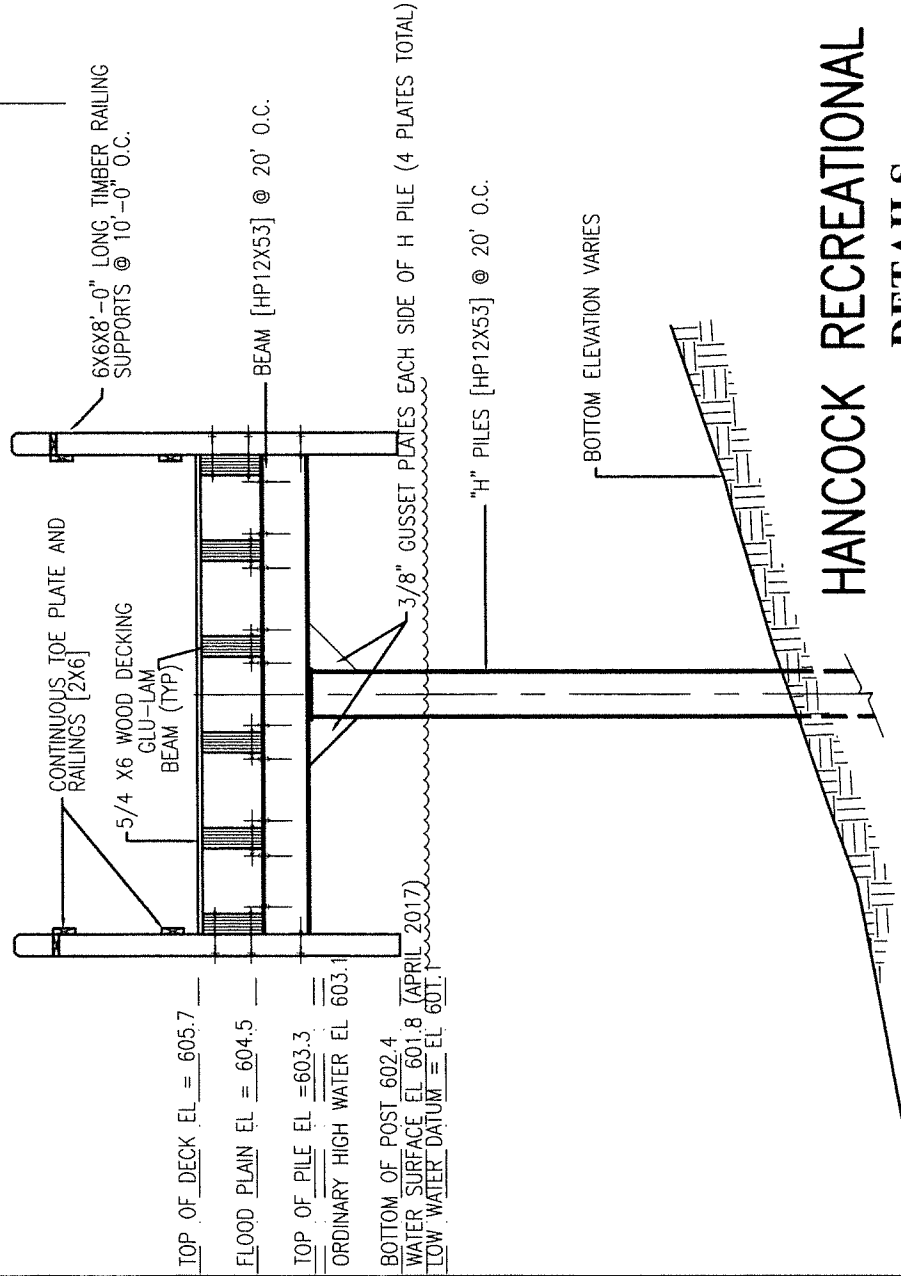 6X6X8'-0" LONG TIMBER RAILING
SUPPORTS @ 10'-0" O.C.
CONTINUOUS TOE PLATE AND
RAILINGS [2X6]
5/4 X6 WOOD DECKING
GLU-LAM
BEAM (TYP)
BEAM [HP12X53] @ 20' O.C.
3/8" GUSSET PLATES EACH SIDE OF H PILE (4 PLATES TOTAL)
"H" PILES [HP12X53] @ 20' O.C.
BOTTOM ELEVATION VARIES
TOP OF DECK EL = 605.7
FLOOD PLAIN EL = 604.5
TOP OF PILE EL =603.3
ORDINARY HIGH WATER EL 603.1
BOTTOM OF POST 602.4
WATER SURFACE EL 601.8 (APRIL 2017)
LOW WATER DATUM = EL 601.1
HANCOCK RECREATIONAL
DETAILS